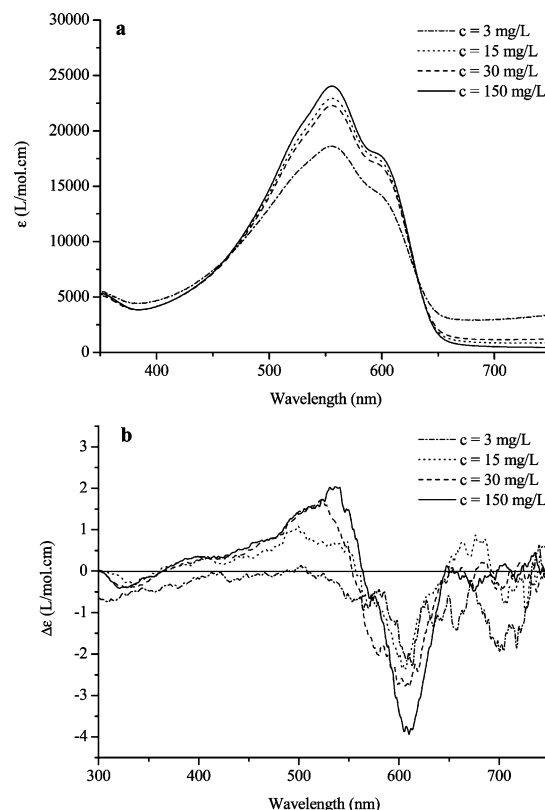 a
c = 3 mg/L
c = 15 mg/L
c = 30 mg/L
c = 150 mg/L
30000
25000
20000
15000
10000
5000
0
ε (L/mol.cm)
400 500 600 700
Wavelength (nm)
b
c = 3 mg/L
c = 15 mg/L
c = 30 mg/L
c = 150 mg/L
3
2
1
0
-1
-2
-3
-4
Δε (L/mol.cm)
300 400 500 600 700
Wavelength (nm)